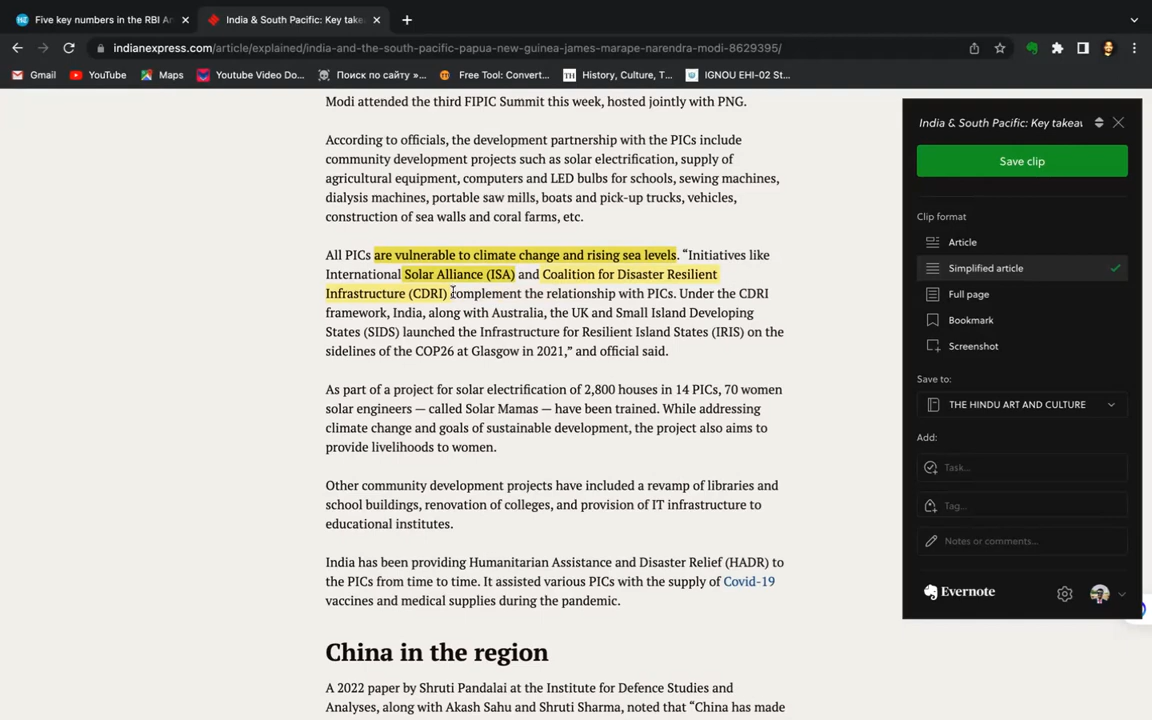 Five key numbers in the RBI An
India & South Pacific: Key take
indianexpress.com/article/explained/india-and-the-south-pacific-papua-new-guinea-james-marape-narendra-modi-8629395/
Gmail
YouTube
Maps
Youtube Video Do...
Поиск по сайту »...
Free Tool: Convert...
TH History, Culture, T...
IGNOU EHI-02 St...
Modi attended the third FIPIC Summit this week, hosted jointly with PNG.
According to officials, the development partnership with the PICs include
community development projects such as solar electrification, supply of
agricultural equipment, computers and LED bulbs for schools, sewing machines,
dialysis machines, portable saw mills, boats and pick-up trucks, vehicles,
construction of sea walls and coral farms, etc.
All PICs are vulnerable to climate change and rising sea levels. “Initiatives like
International Solar Alliance (ISA) and Coalition for Disaster Resilient
Infrastructure (CDRI) complement the relationship with PICs. Under the CDRI
framework, India, along with Australia, the UK and Small Island Developing
States (SIDS) launched the Infrastructure for Resilient Island States (IRIS) on the
sidelines of the COP26 at Glasgow in 2021,” and official said.
As part of a project for solar electrification of 2,800 houses in 14 PICs, 70 women
solar engineers — called Solar Mamas — have been trained. While addressing
climate change and goals of sustainable development, the project also aims to
provide livelihoods to women.
Other community development projects have included a revamp of libraries and
school buildings, renovation of colleges, and provision of IT infrastructure to
educational institutes.
India has been providing Humanitarian Assistance and Disaster Relief (HADR) to
the PICs from time to time. It assisted various PICs with the supply of Covid-19
vaccines and medical supplies during the pandemic.
China in the region
A 2022 paper by Shruti Pandalai at the Institute for Defence Studies and
Analyses, along with Akash Sahu and Shruti Sharma, noted that “China has made
India & South Pacific: Key takeav
Save clip
Clip format
Article
Simplified article
Full page
Bookmark
Screenshot
Save to:
THE HINDU ART AND CULTURE
Add:
Task...
Tag...
Notes or comments...
Evernote